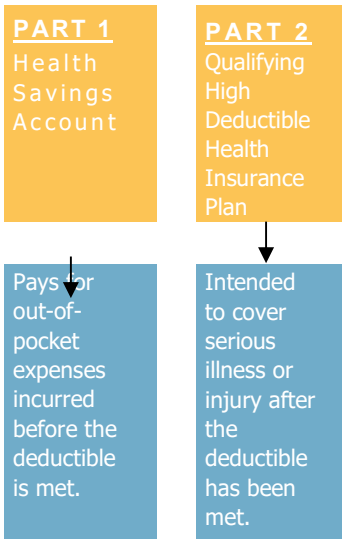 PART 1
Health
Savings
Account
PART 2
Qualifying
High
Deductible
Health
Insurance
Plan
Pays for
out-of-
pocket
expenses
incurred
before the
deductible
is met.
Intended
to cover
serious
illness or
injury after
the
deductible
has been
met.